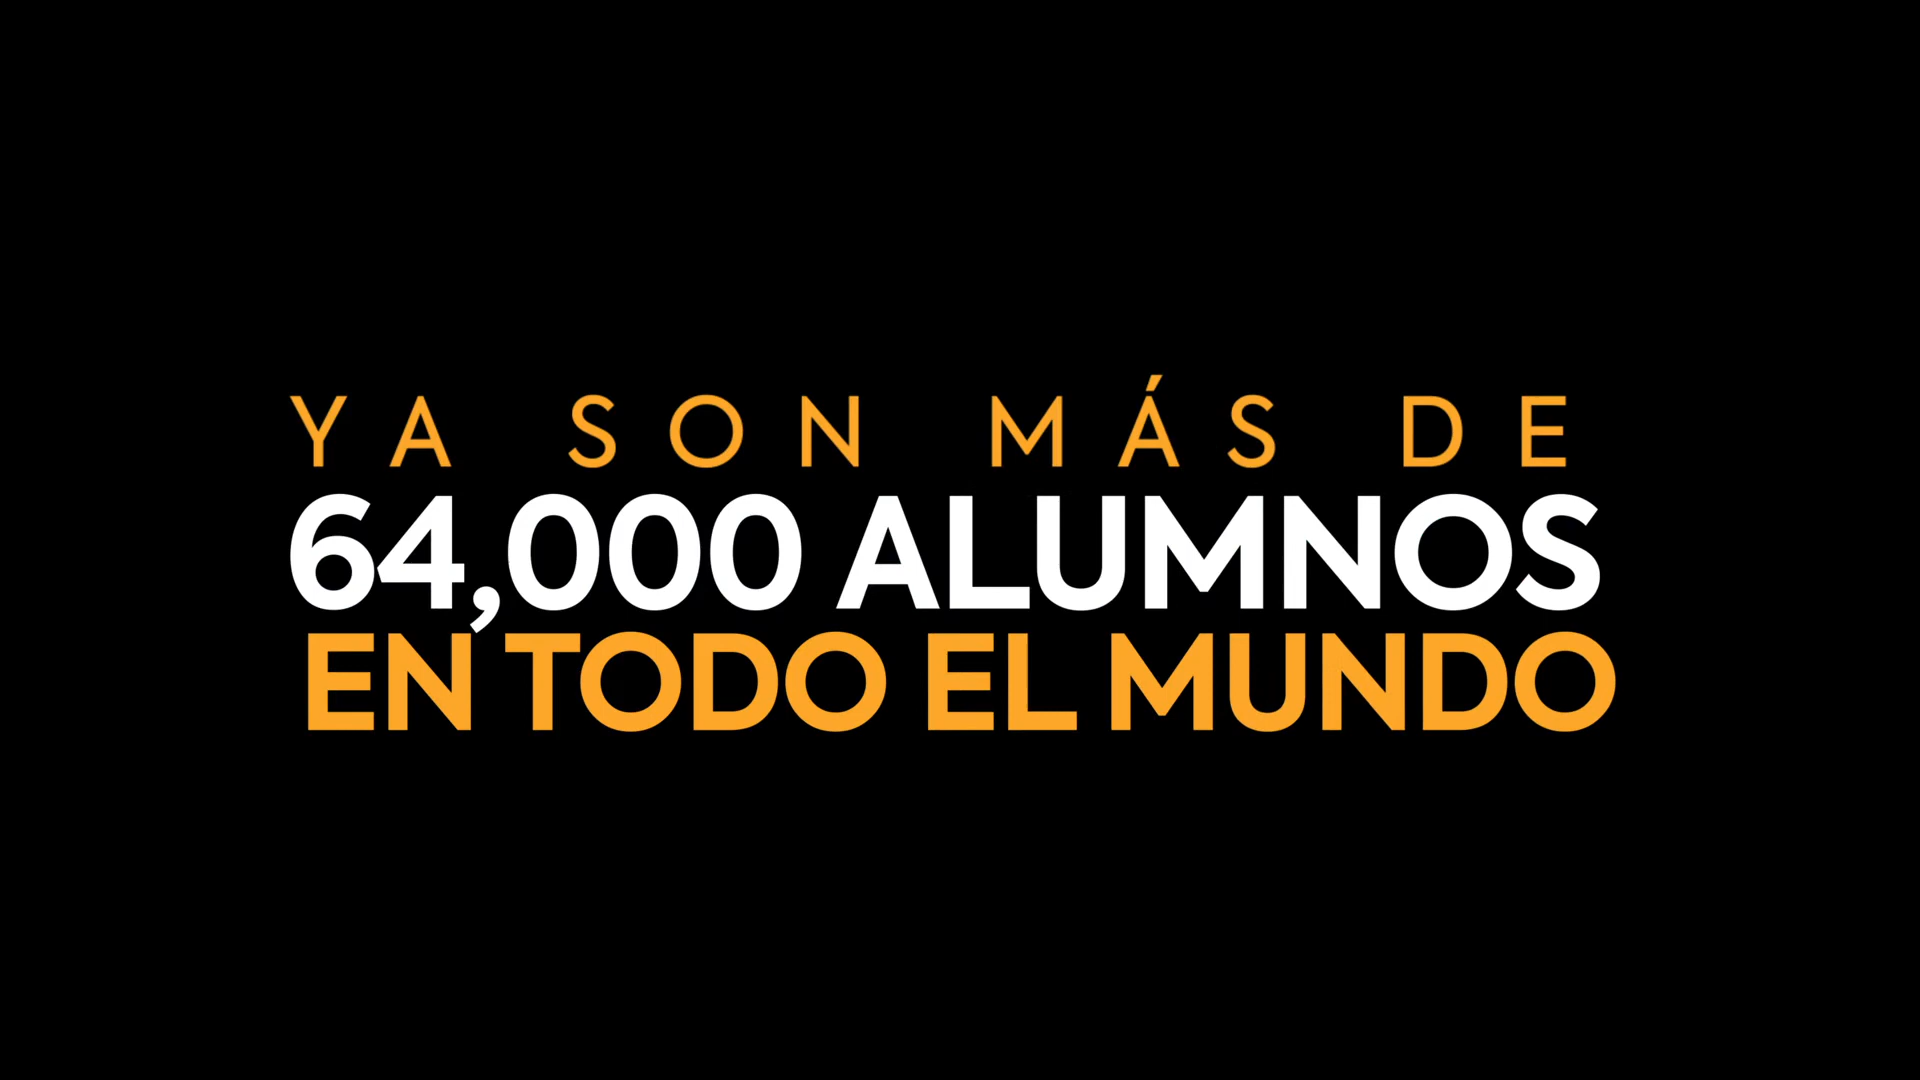 YA SON MÁS DE
64,000 ALUMNOS
EN TODO EL MUNDO